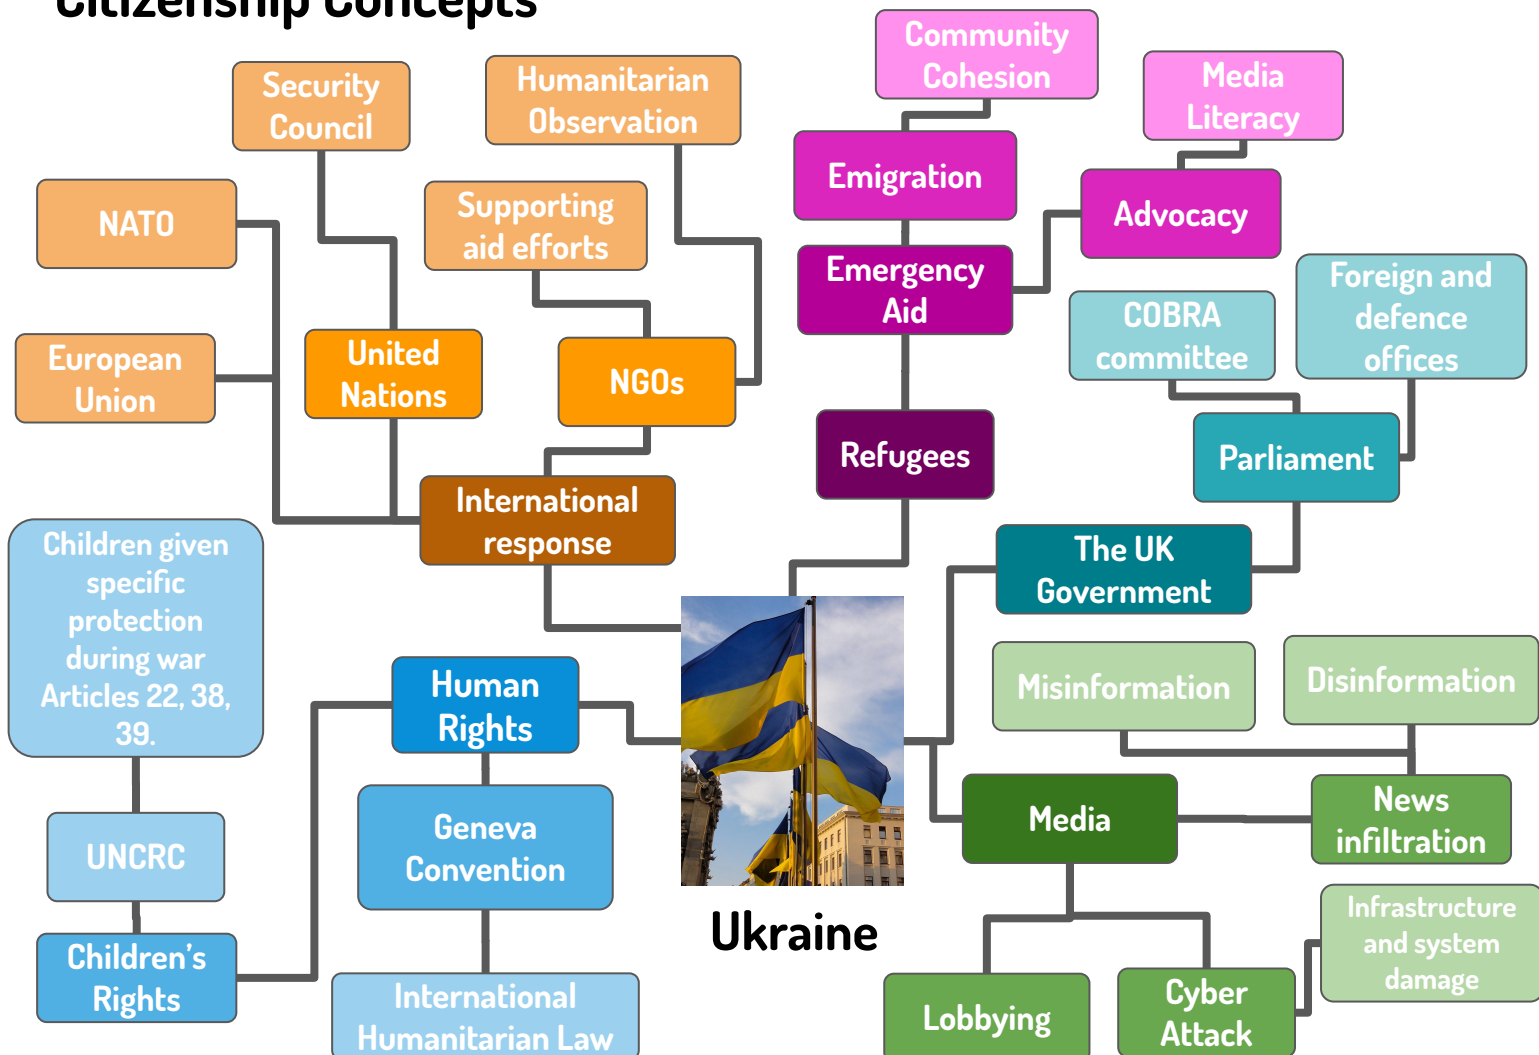 Citizenship Concepts
Community
Cohesion
Security
Council
Humanitarian
Observation
Media
Literacy
NATO
Supporting
aid efforts
Emigration
Advocacy
Emergency
Aid
COBRA
committee
Foreign and
defence
offices
European
Union
United
Nations
NGOs
Refugees
Parliament
International
response
The UK
Government
Children given
specific
protection
during war
Articles 22, 38,
39.
Human
Rights
Misinformation
Disinformation
UNCRC
Geneva
Convention
Media
News
infiltration
Ukraine
Children's
Rights
International
Humanitarian Law
Lobbying
Cyber
Attack
Infrastructure
and system
damage